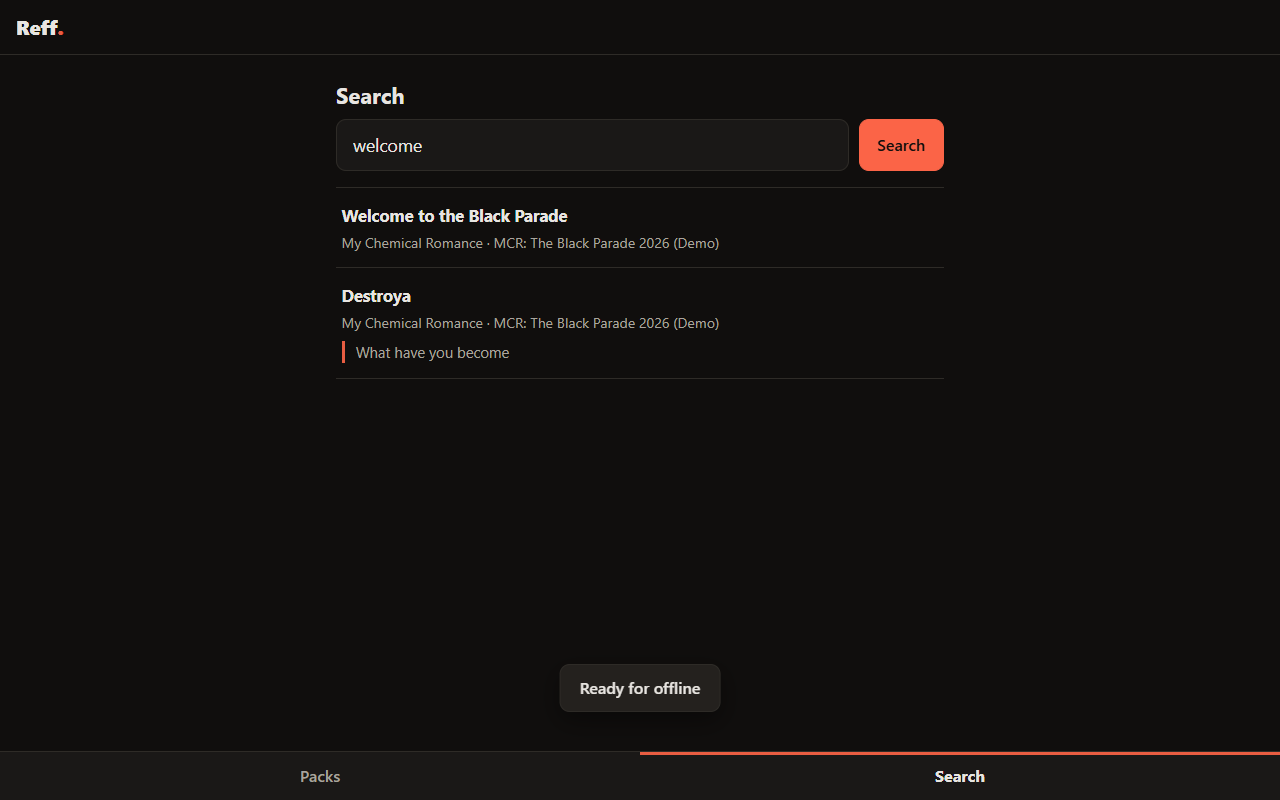 Reff.
Search
welcome
Search
Welcome to the Black Parade
My Chemical Romance · MCR: The Black Parade 2026 (Demo)
Destroya
My Chemical Romance · MCR: The Black Parade 2026 (Demo)
What have you become
Ready for offline
Packs
Search